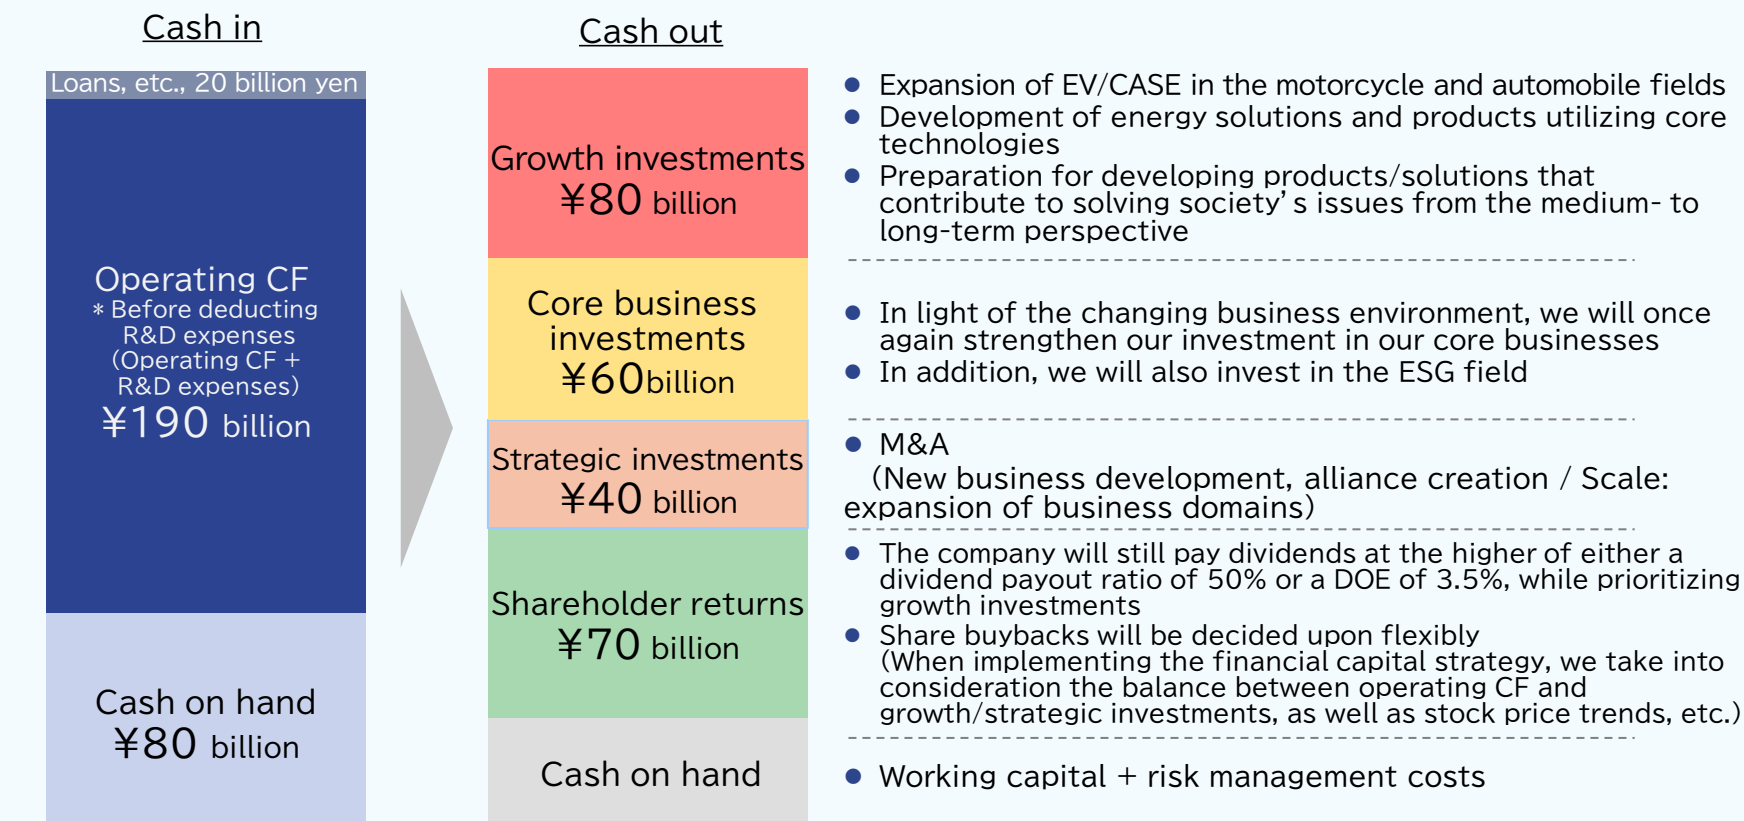 Cash in
Loans, etc., 20 billion yen
Operating CF
* Before deducting
R&D expenses
(Operating CF +
R&D expenses)
¥190 billion
Cash on hand
¥80 billion
Cash out
Growth investments
¥80 billion
Core business
investments
¥60billion
Strategic investments
¥40 billion
Shareholder returns
¥70 billion
Cash on hand
● Expansion of EV/CASE in the motorcycle and automobile fields
● Development of energy solutions and products utilizing core
technologies
● Preparation for developing products/solutions that
contribute to solving society’s issues from the medium- to
long-term perspective
● In light of the changing business environment, we will once
again strengthen our investment in our core businesses
● In addition, we will also invest in the ESG field
● M&A
(New business development, alliance creation / Scale:
expansion of business domains)
● The company will still pay dividends at the higher of either a
dividend payout ratio of 50% or a DOE of 3.5%, while prioritizing
growth investments
● Share buybacks will be decided upon flexibly
(When implementing the financial capital strategy, we take into
consideration the balance between operating CF and
growth/strategic investments, as well as stock price trends, etc.)
● Working capital + risk management costs